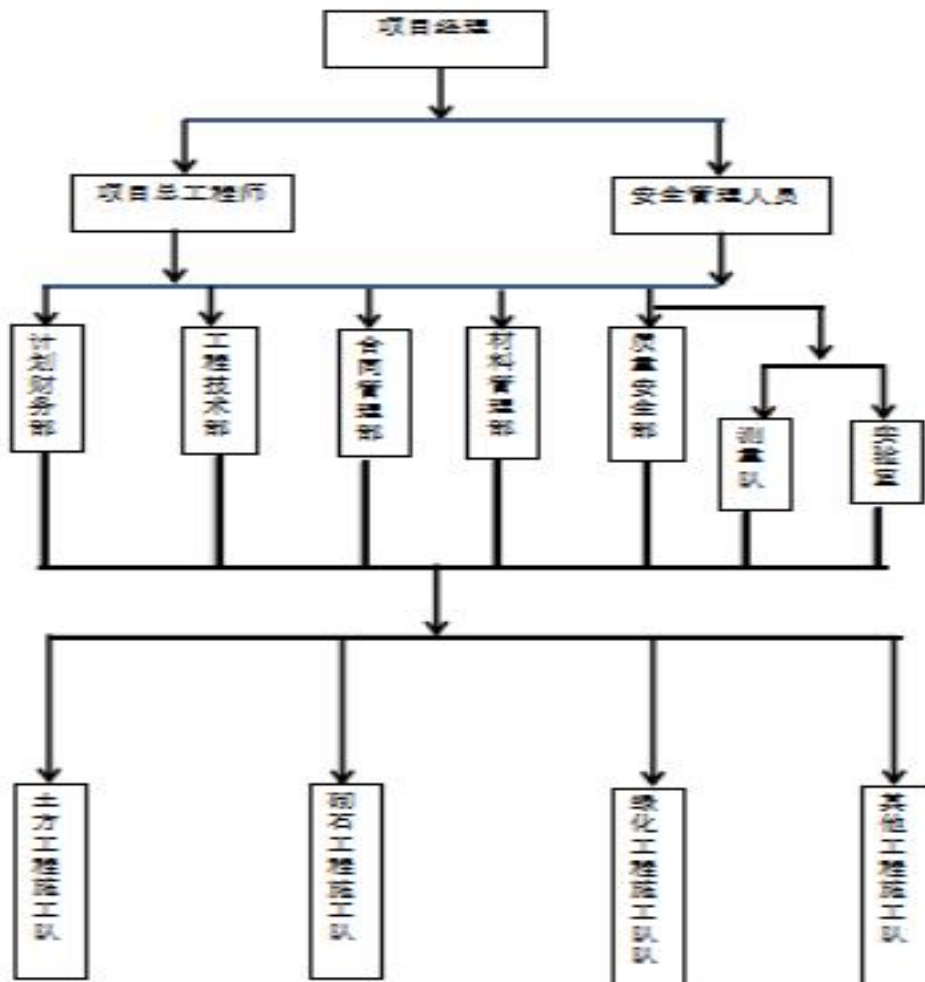 项目经理
项目总工程师
安全管理人员
计划财务部
工程技术部
合同管理部
材料管理部
质量安全部
测量队
土方工程施工队
砌石工程施工队
绿化工程施工队队
其他工程施工队